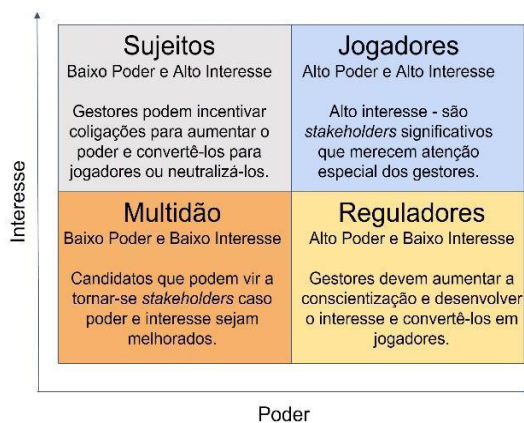 Interesse
Sujeitos
Baixo Poder e Alto Interesse
Gestores podem incentivar
coligações para aumentar o
poder e convertê-los para
jogadores ou neutralizá-los.
Jogadores
Alto Poder e Alto Interesse
Alto interesse - são
stakeholders significativos
que merecem atenção
especial dos gestores.
Multidão
Baixo Poder e Baixo Interesse
Candidatos que podem vir a
tornar-se stakeholders caso
poder e interesse sejam
melhorados.
Reguladores
Alto Poder e Baixo Interesse
Gestores devem aumentar a
conscientização e desenvolver
o interesse e convertê-los em
jogadores.
Poder